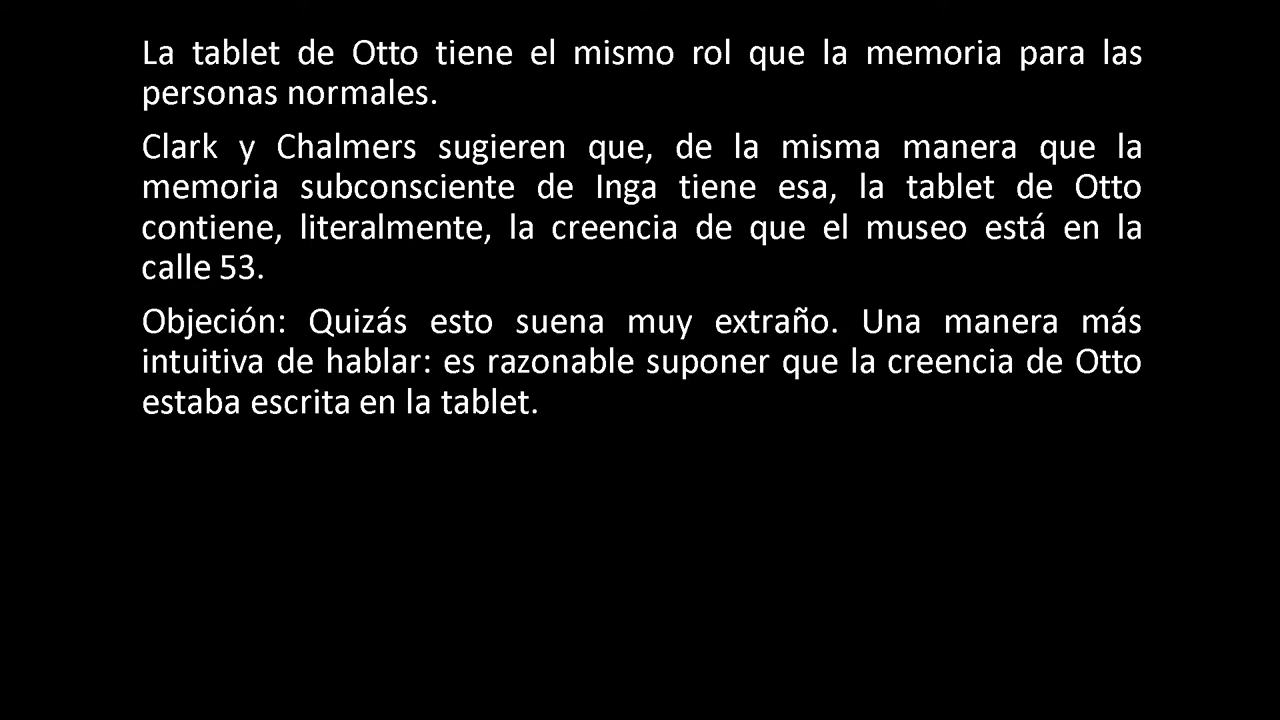 La tablet de Otto tiene el mismo rol que la memoria para las
personas normales.
Clark y Chalmers sugieren que, de la misma manera que la
memoria subconsciente de Inga tiene esa, la tablet de Otto
contiene, literalmente, la creencia de que el museo está en la
calle 53.
Objeción: Quizás esto suena muy extraño. Una manera más
intuitiva de hablar: es razonable suponer que la creencia de Otto
estaba escrita en la tablet.